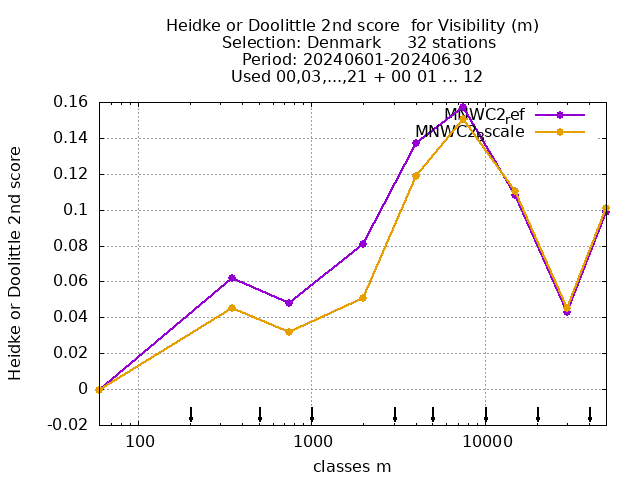 Heidke or Doolittle 2nd score  for Visibility (m)
Selection: Denmark     32 stations
Period: 20240601-20240630
Used 00,03,...,21 + 00 01 ... 12
MNWC2ref
MNWC2pscale
0.16
0.14
0.12
0.1
0.08
0.06
0.04
0.02
0
-0.02
Heidke or Doolittle 2nd score
100
1000
10000
classes m